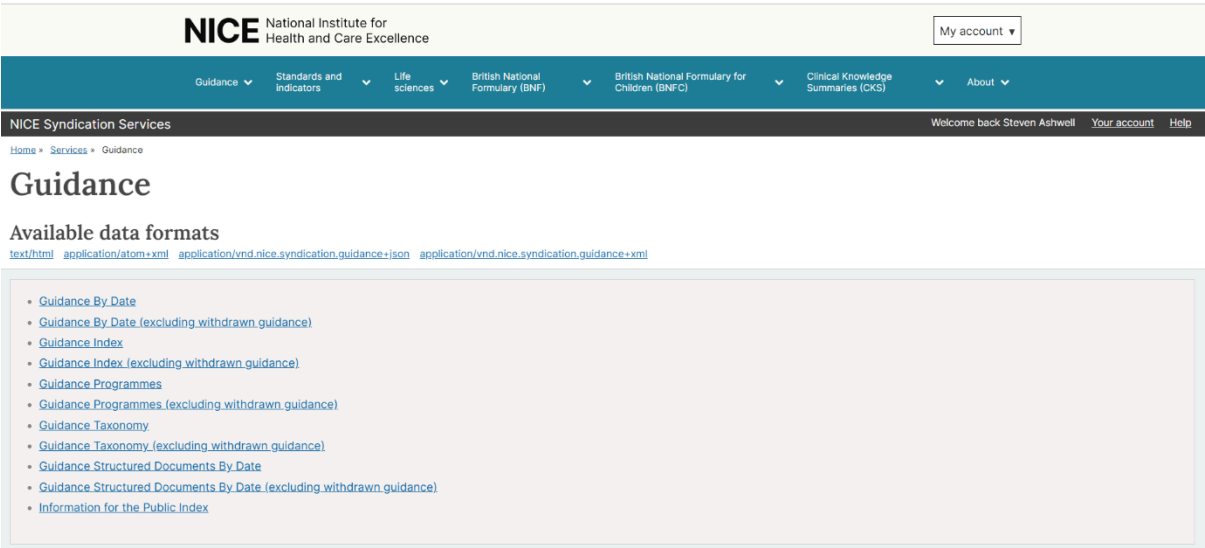 NICE National Institute for
Health and Care Excellence
My account ▾
Guidance
Standards and
indicators
Life
sciences
British National
Formulary (BNF)
British National Formulary for
Children (BNFC)
Clinical Knowledge
Summaries (CKS)
About
NICE Syndication Services
Welcome back Steven Ashwell Your account Help
Home » Services » Guidance
Guidance
Available data formats
text/html application/atom+xml application/vnd.nice.syndication.guidance+json application/vnd.nice.syndication.guidance+xml
• Guidance By Date
• Guidance By Date (excluding withdrawn guidance)
• Guidance Index
• Guidance Index (excluding withdrawn guidance)
• Guidance Programmes
• Guidance Programmes (excluding withdrawn guidance)
• Guidance Taxonomy
• Guidance Taxonomy (excluding withdrawn guidance)
• Guidance Structured Documents By Date
• Guidance Structured Documents By Date (excluding withdrawn guidance)
• Information for the Public Index